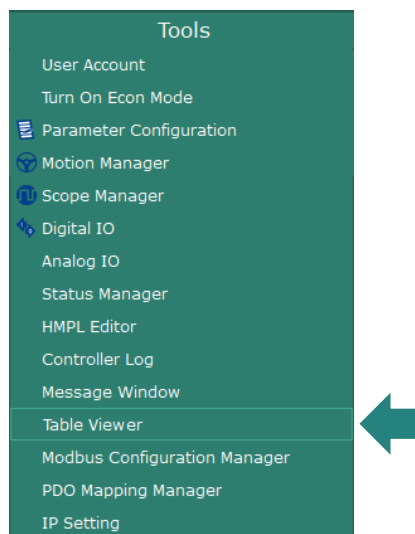 Tools
User Account
Turn On Econ Mode
Parameter Configuration
Motion Manager
Scope Manager
Digital IO
Analog IO
Status Manager
HMPL Editor
Controller Log
Message Window
Table Viewer
Modbus Configuration Manager
PDO Mapping Manager
IP Setting